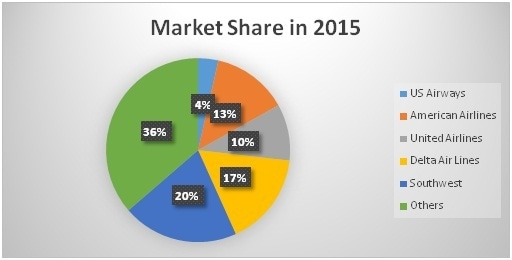 Market Share in 2015
4%
13%
10%
17%
20%
36%
US Airways
American Airlines
United Airlines
Delta Air Lines
Southwest
Others